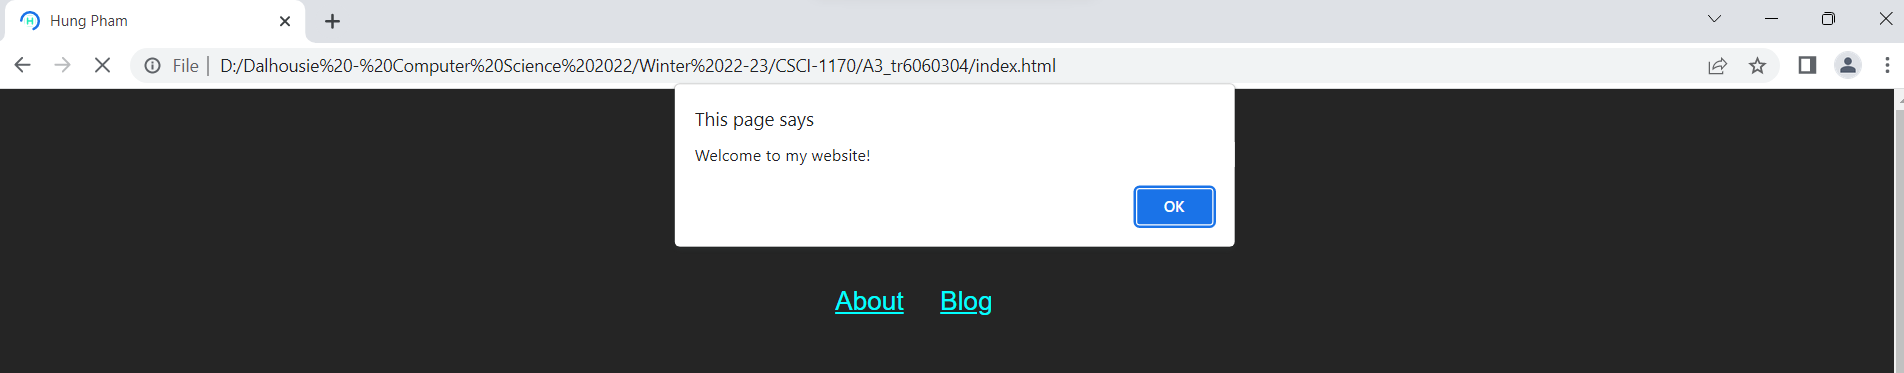 Hung Pham
File D:/Dalhousie%20-%20Computer%20Science%202022/Winter%2022-23/CSCI-1170/A3_tr6060304/index.html
This page says
Welcome to my website!
OK
About Blog